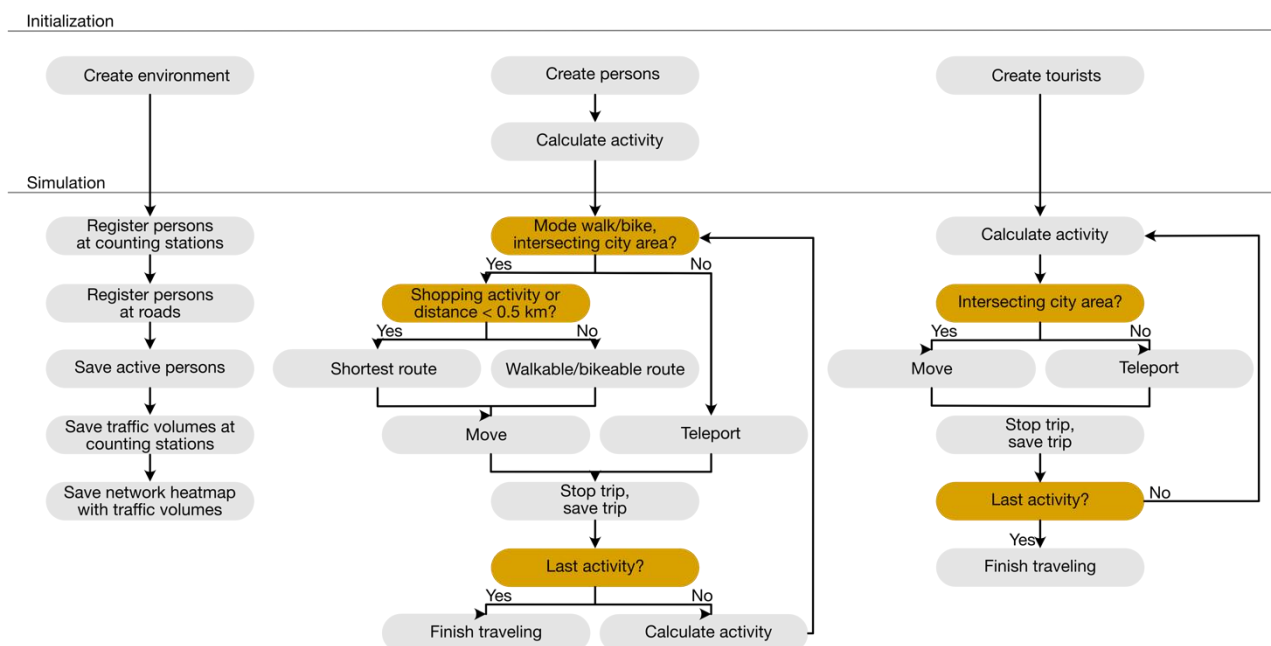 Initialization
Create environment
Create persons
Create tourists
Calculate activity
Simulation
Register persons
at counting stations
Register persons
at roads
Save active persons
Save traffic volumes at
counting stations
Save network heatmap
with traffic volumes
Mode walk/bike,
intersecting city area?
Yes
No
Shopping activity or
distance < 0.5 km?
Yes
No
Shortest route
Walkable/bikeable route
Move
Teleport
Stop trip,
save trip
Last activity?
Yes
No
Finish traveling
Calculate activity
Calculate activity
Intersecting city area?
Yes
No
Move
Teleport
Stop trip,
save trip
Last activity?
No
Yes
Finish traveling